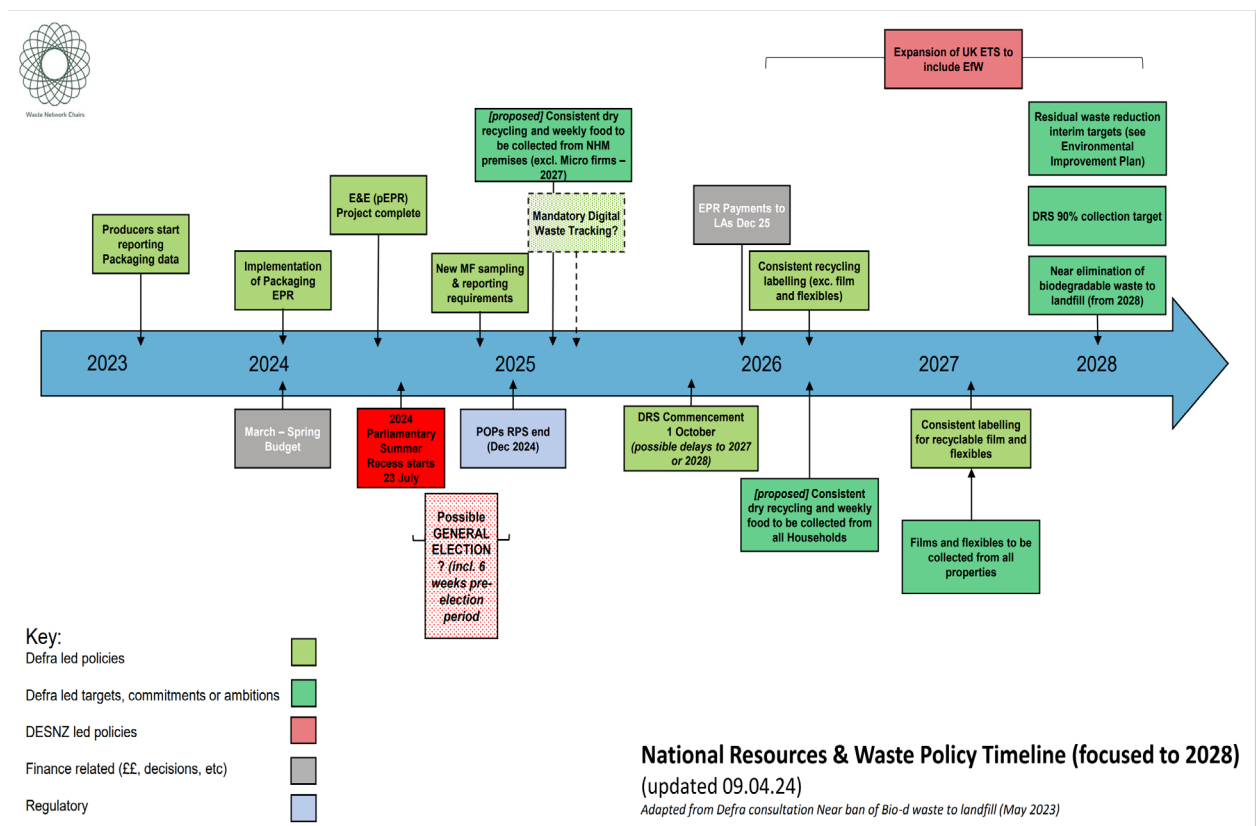 Waste Network Chairs
Expansion of UK ETS to
include EfW
[proposed] Consistent dry
recycling and weekly food to
be collected from NHM
premises (excl. Micro firms –
2027)
Residual waste reduction
interim targets (see
Environmental
Improvement Plan)
E&E (pEPR)
Project complete
EPR Payments to
LAs Dec 25
DRS 90% collection target
Mandatory Digital
Waste Tracking?
Producers start
reporting
Packaging data
Implementation
of Packaging
EPR
New MF sampling
& reporting
requirements
Consistent recycling
labelling (exc. film
and flexibles)
Near elimination of
biodegradable waste to
landfill (from 2028)
2023
2024
2025
2026
2027
2028
March – Spring
Budget
2024
Parliamentary
Summer
Recess starts
23 July
POPs RPS end
(Dec 2024)
DRS Commencement
1 October
(possible delays to 2027
or 2028)
Consistent labelling
for recyclable film and
flexibles
[proposed] Consistent
dry recycling and weekly
food to be collected from
all Households
Possible
GENERAL
ELECTION
? (incl. 6
weeks pre-
election
period
Films and flexibles to be
collected from all
properties
Key:
Defra led policies
Defra led targets, commitments or ambitions
DESNZ led policies
Finance related (££, decisions, etc)
Regulatory
National Resources & Waste Policy Timeline (focused to 2028)
(updated 09.04.24)
Adapted from Defra consultation Near ban of Bio-d waste to landfill (May 2023)